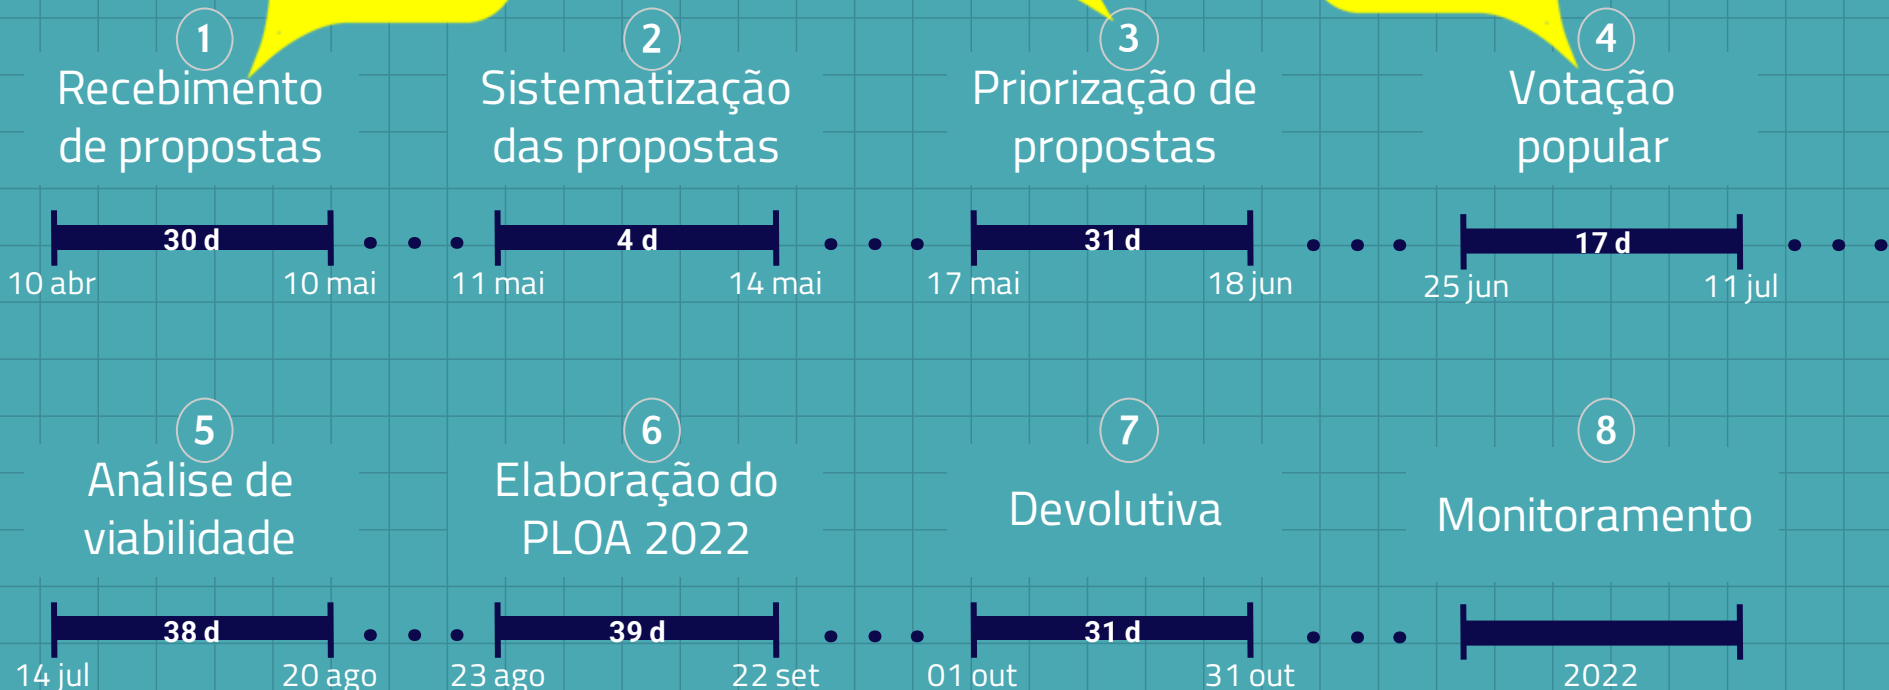 1
Recebimento
de propostas
30 d
10 abr
10 mai
2
Sistematização
das propostas
4 d
11 mai
14 mai
3
Priorização de
propostas
31 d
17 mai
18 jun
4
Votação
popular
17 d
25 jun
11 jul
5
Análise de
viabilidade
38 d
14 jul
20 ago
6
Elaboração do
PLOA 2022
39 d
23 ago
22 set
7
Devolutiva
31 d
01 out
31 out
8
Monitoramento
2022